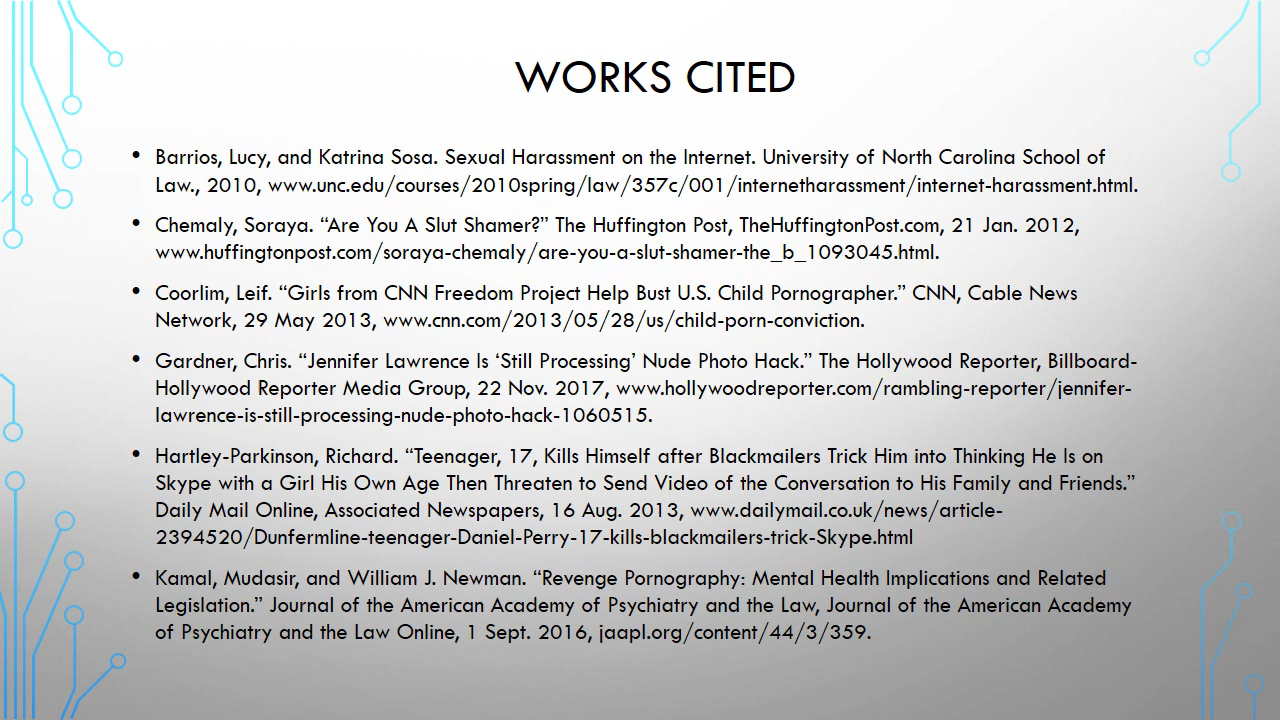 WORKS CITED
• Barrios, Lucy, and Katrina Sosa. Sexual Harassment on the Internet. University of North Carolina School of
Law., 2010, www.unc.edu/courses/2010spring/law/357c/001/internetharassment/internet-harassment.html.
• Chemaly, Soraya. “Are You A Slut Shamer?” The Huffington Post, TheHuffingtonPost.com, 21 Jan. 2012,
www.huffingtonpost.com/soraya-chemaly/are-you-a-slut-shamer-the_b_1093045.html.
• Coorlim, Leif. “Girls from CNN Freedom Project Help Bust U.S. Child Pornographer.” CNN, Cable News
Network, 29 May 2013, www.cnn.com/2013/05/28/us/child-porn-conviction.
• Gardner, Chris. “Jennifer Lawrence Is ‘Still Processing’ Nude Photo Hack.” The Hollywood Reporter, Billboard-
Hollywood Reporter Media Group, 22 Nov. 2017, www.hollywoodreporter.com/rambling-reporter/jennifer-
lawrence-is-still-processing-nude-photo-hack-1060515.
• Hartley-Parkinson, Richard. “Teenager, 17, Kills Himself after Blackmailers Trick Him into Thinking He Is on
Skype with a Girl His Own Age Then Threaten to Send Video of the Conversation to His Family and Friends.”
Daily Mail Online, Associated Newspapers, 16 Aug. 2013, www.dailymail.co.uk/news/article-
2394520/Dunfermline-teenager-Daniel-Perry-17-kills-blackmailers-trick-Skype.html
• Kamal, Mudasir, and William J. Newman. “Revenge Pornography: Mental Health Implications and Related
Legislation.” Journal of the American Academy of Psychiatry and the Law, Journal of the American Academy
of Psychiatry and the Law Online, 1 Sept. 2016, jaapl.org/content/44/3/359.